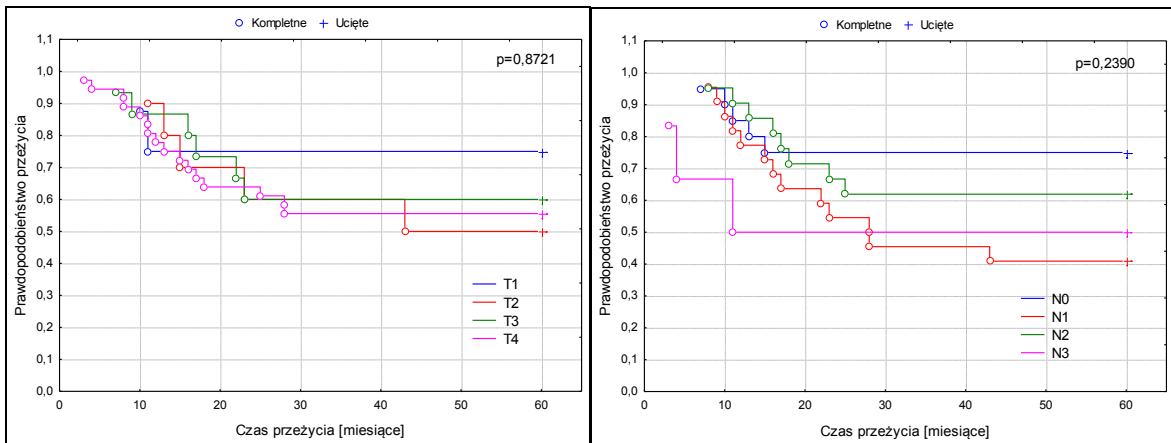 Kompletne Ucięte
p=0,8721
1,1
1,0
0,9
0,8
0,7
0,6
0,5
0,4
0,3
0,2
0,1
0,0
Prawdopodobieństwo przeżycia
T1
T2
T3
T4
0 10 20 30 40 50 60
Czas przeżycia [miesiące]
Kompletne Ucięte
p=0,2390
1,1
1,0
0,9
0,8
0,7
0,6
0,5
0,4
0,3
0,2
0,1
0,0
Prawdopodobieństwo przeżycia
N0
N1
N2
N3
0 10 20 30 40 50 60
Czas przeżycia [miesiące]